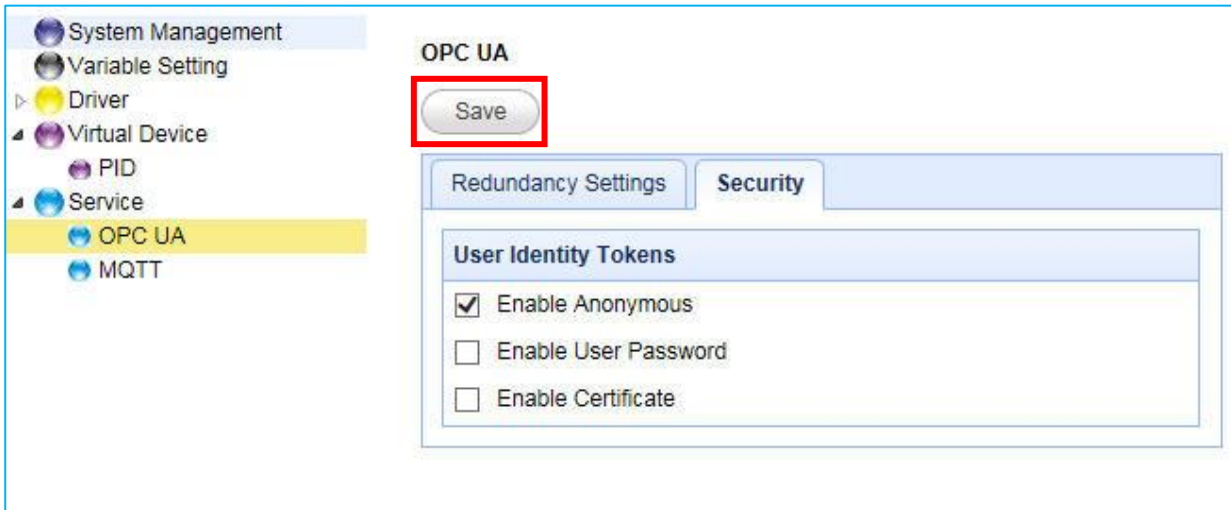 System Management
Variable Setting
Driver
Virtual Device
PID
Service
OPC UA
MQTT
OPC UA
Save
Redundancy Settings
Security
User Identity Tokens
Enable Anonymous
Enable User Password
Enable Certificate